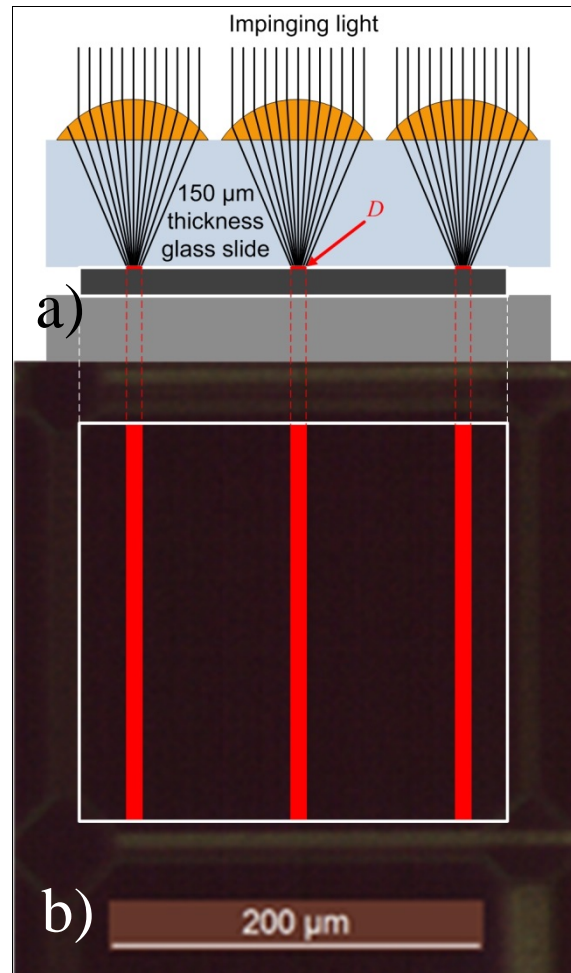 Impinging light
150 µm
thickness
glass slide
D
a)
b)
200 µm